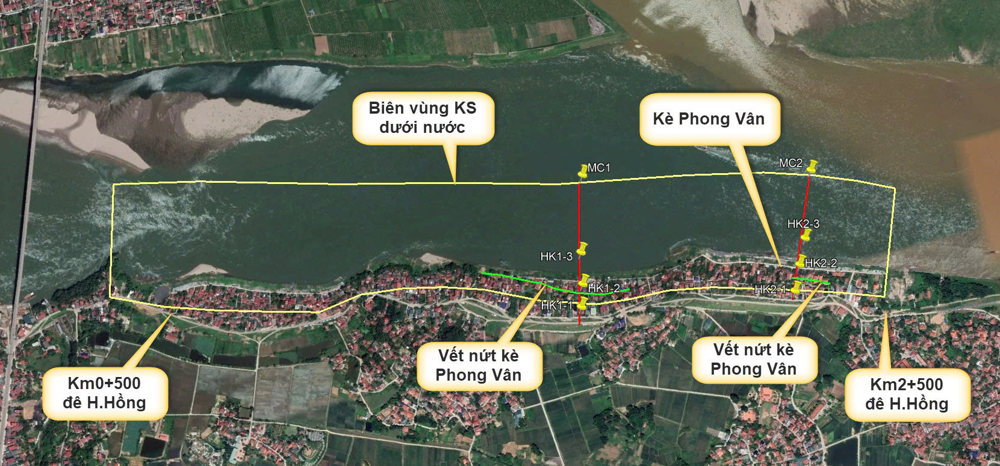 Biên vùng KS
dưới nước
Kè Phong Vân
MC1
MC2
HK2-3
HK1-3
HK2-2
HK1-2
HK2-1
HK1-1
Vết nứt kè
Phong Vân
Vết nứt kè
Phong Vân
Km0+500
đê H.Hồng
Km2+500
đê H.Hồng